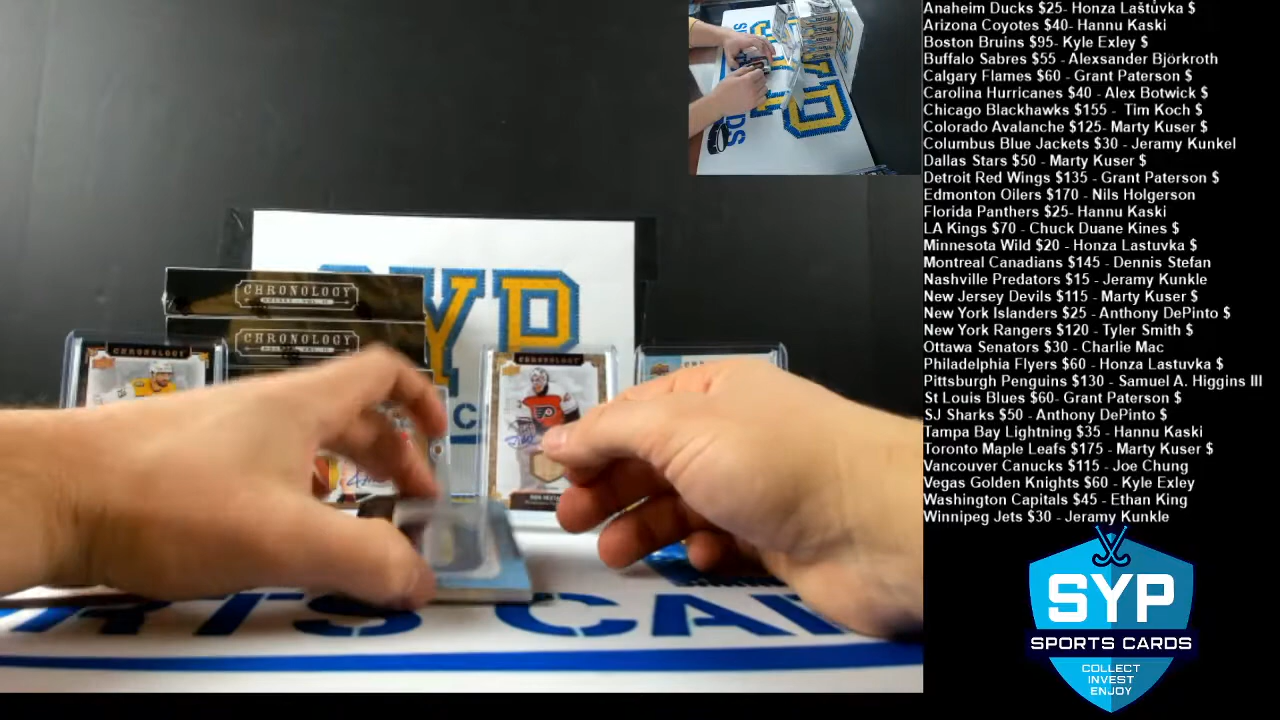 Anaheim Ducks $25- Honza Laštůvka $
Arizona Coyotes $40- Hannu Kaski
Boston Bruins $95- Kyle Exley $
Buffalo Sabres $55 - Alexsander Björkroth
Calgary Flames $60 - Grant Paterson $
Carolina Hurricanes $40 - Alex Botwick $
Chicago Blackhawks $155 - Tim Koch $
Colorado Avalanche $125- Marty Kuser $
Columbus Blue Jackets $30 - Jeramy Kunkel
Dallas Stars $50 - Marty Kuser $
Detroit Red Wings $135 - Grant Paterson $
Edmonton Oilers $170 - Nils Holgerson
Florida Panthers $25- Hannu Kaski
LA Kings $70 - Chuck Duane Kines $
Minnesota Wild $20 - Honza Lastuvka $
Montreal Canadians $145 - Dennis Stefan
Nashville Predators $15 - Jeramy Kunkle
New Jersey Devils $115 - Marty Kuser $
New York Islanders $25 - Anthony DePinto $
New York Rangers $120 - Tyler Smith $
Ottawa Senators $30 - Charlie Mac
Philadelphia Flyers $60 - Honza Lastuvka $
Pittsburgh Penguins $130 - Samuel A. Higgins III
St Louis Blues $60- Grant Paterson $
SJ Sharks $50 - Anthony DePinto $
Tampa Bay Lightning $35 - Hannu Kaski
Toronto Maple Leafs $175 - Marty Kuser $
Vancouver Canucks $115 - Joe Chung
Vegas Golden Knights $60 - Kyle Exley
Washington Capitals $45 - Ethan King
Winnipeg Jets $30 - Jeramy Kunkle
SYP
SPORTS CARDS
COLLECT
INVEST
ENJOY
SYP
CHRONOLOGY
CHRONOLOGY
CHRONOLOGY
CHRONOLOGY
RTS CA